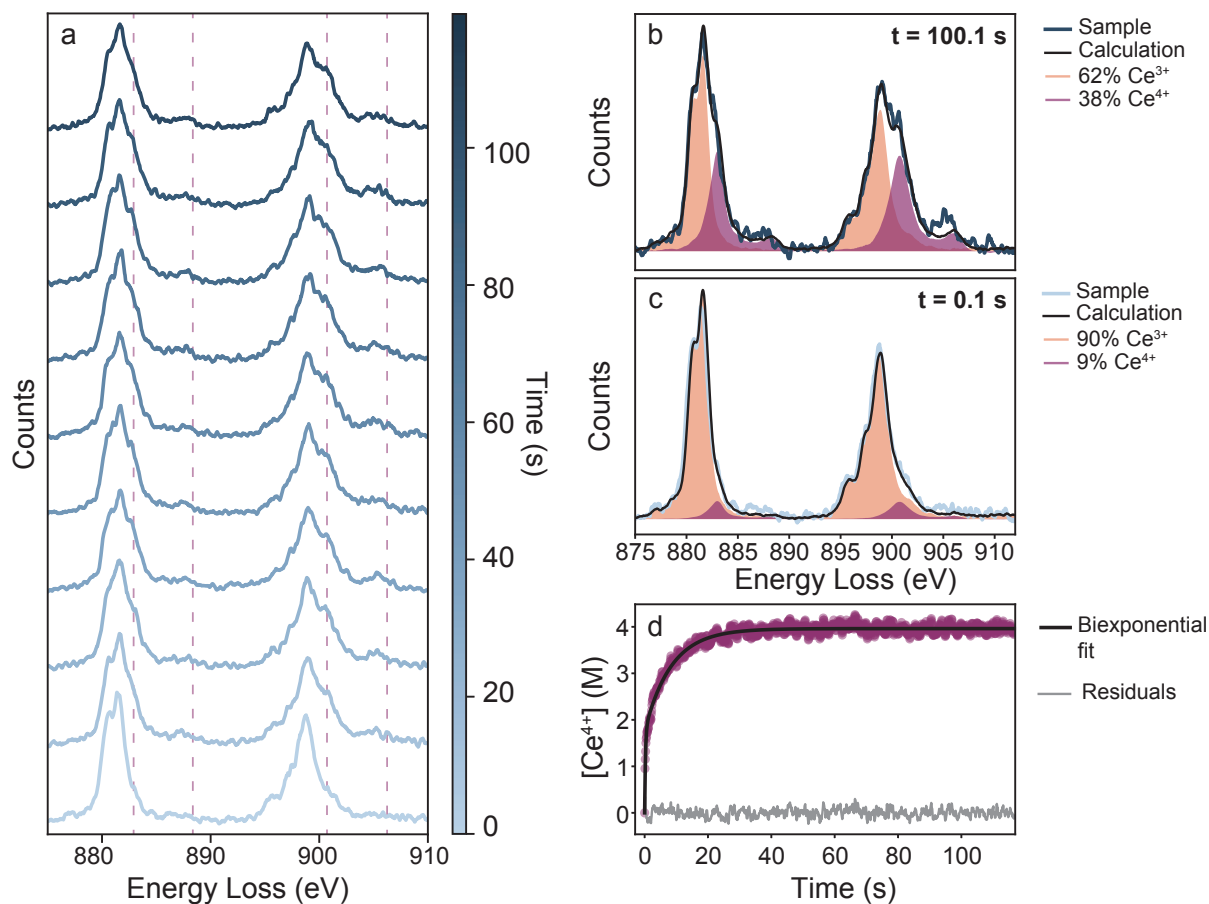 a
Counts
880
890
900
910
Energy Loss (eV)
100
80
60
40
20
0
Time (s)
b
t = 100.1 s
Counts
Sample
Calculation
62% Ce³⁺
38% Ce⁴⁺
c
t = 0.1 s
Counts
Sample
Calculation
90% Ce³⁺
9% Ce⁴⁺
875 880 885 890 895 900 905 910
Energy Loss (eV)
d
[Ce⁴⁺] (M)
4
3
2
1
0
0 20 40 60 80 100
Time (s)
Biexponential
fit
Residuals